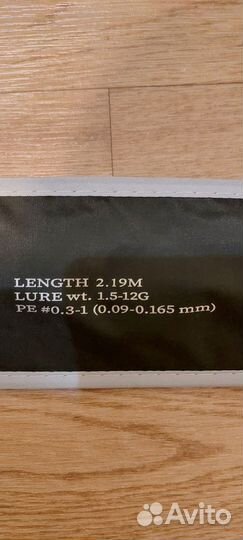 LENGTH 2.19M
LURE wt. 1.5-12G
PE #0.3-1 (0.09-0.165 mm)
Avito